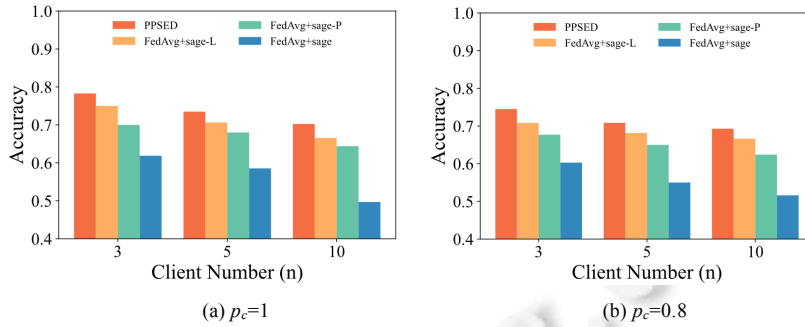 PPSED
FedAvg+sage-L
FedAvg+sage-P
FedAvg+sage
Accuracy
1.0
0.9
0.8
0.7
0.6
0.5
0.4
3 5 10
Client Number (n)
(a) p_c=1
PPSED
FedAvg+sage-L
FedAvg+sage-P
FedAvg+sage
Accuracy
1.0
0.9
0.8
0.7
0.6
0.5
0.4
3 5 10
Client Number (n)
(b) p_c=0.8